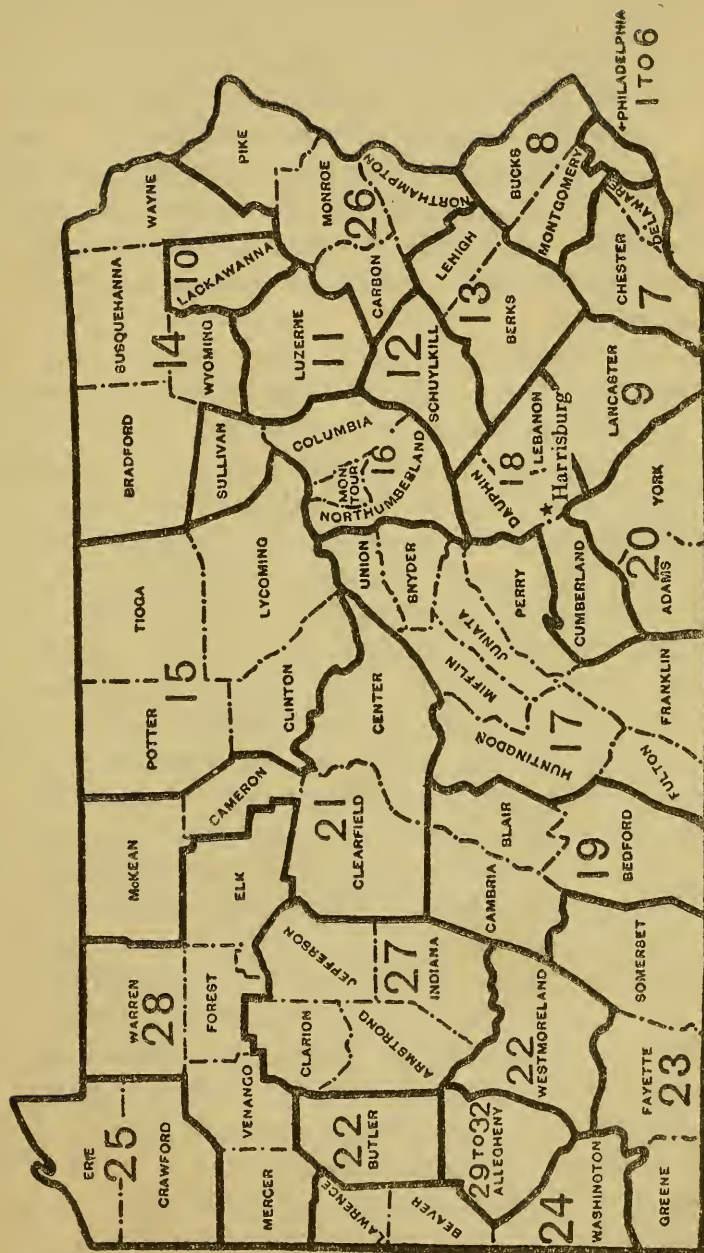 ERIE
25
CRAWFORD
WARREN
28
FOREST
McKEAN
ELK
CAMERON
POTTER
15
TIOGA
CLINTON
LYCOMING
BRADFORD
SULLIVAN
SUSQUEHANNA
14
WYOMING
10
LACKAWANNA
WAYNE
PIKE
MERCER
VENANGO
CLARION
JEFFERSON
21
CLEARFIELD
CENTER
UNION
SNYDER
COLUMBIA
MON
TOUR
16
NORTHUMBERLAND
LUZERNE
11
MONROE
26
CARBON
NORTHAMPTON
LAWRENCE
22
BUTLER
ARMSTRONG
27
INDIANA
CAMBRIA
BLAIR
HUNTINGDON
17
MIFFLIN
JUNIATA
PERRY
DAUPHIN
18
LEBANON
12
SCHUYLKILL
LEHIGH
13
BERKS
BUCKS
8
MONTGOMERY
BEAVER
29 TO 32
ALLEGHENY
22
WESTMORELAND
19
BEDFORD
Harrisburg
CUMBERLAND
24
WASHINGTON
GREENE
FAYETTE
23
SOMERSET
FULTON
FRANKLIN
20
ADAMS
YORK
LANCASTER
9
CHESTER
7
DELAWARE
PHILADELPHIA
1 TO 6